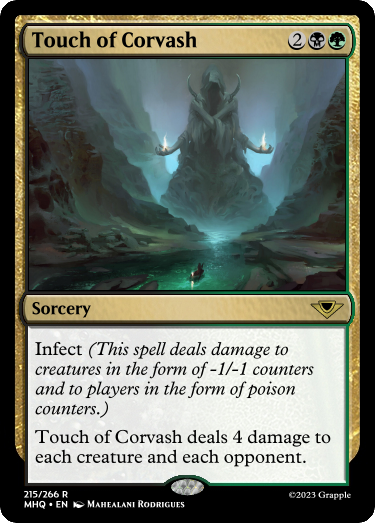 Touch of Corvash 2
Sorcery
Infect (This spell deals damage to
creatures in the form of -1/-1 counters
and to players in the form of poison
counters.)
Touch of Corvash deals 4 damage to
each creature and each opponent.
215/266 R
MHQ • EN Mahealani Rodrigues
©2023 Grapple